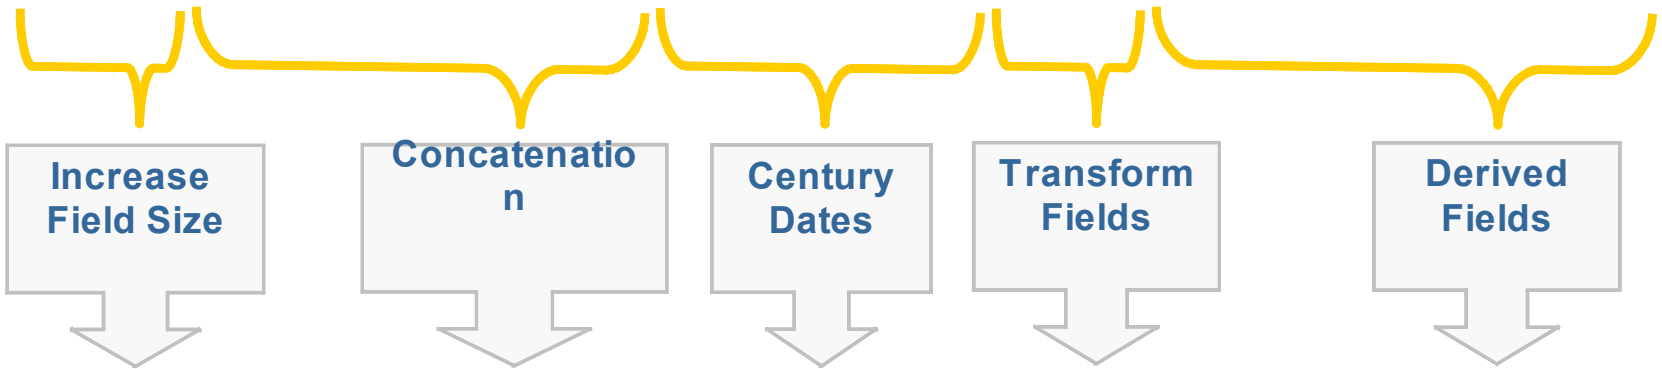 Increase
Field Size
Concatenatio
n
Century
Dates
Transform
Fields
Derived
Fields